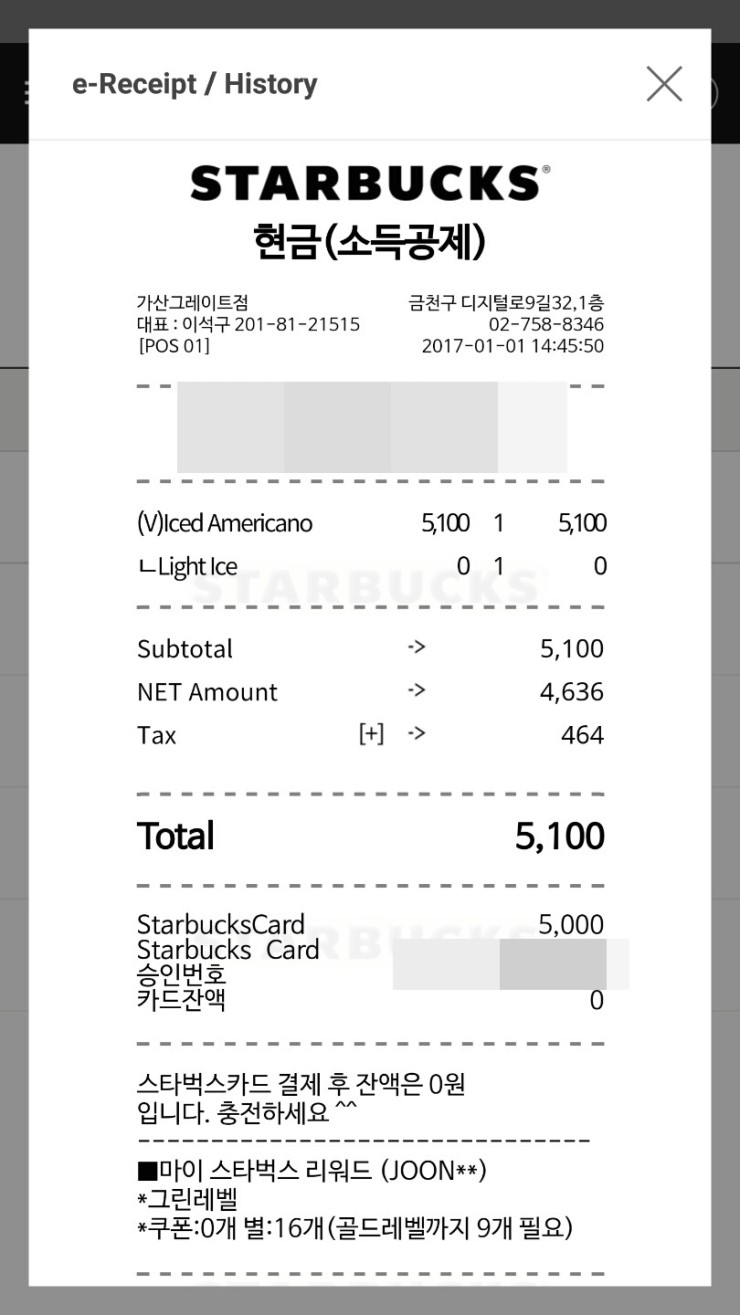 e-Receipt / History
STARBUCKS®
현금(소득공제)
가산그레이트점 금천구 디지털로9길32,1층
대표 : 이석구 201-81-21515 02-758-8346
[POS 01] 2017-01-01 14:45:50
(V)Iced Americano 5,100 1 5,100
ㄴLight Ice 0 1 0
STARBUCKS
Subtotal -> 5,100
NET Amount -> 4,636
Tax [+] -> 464
Total 5,100
StarbucksCard 5,000
Starbucks Card
승인번호
카드잔액 0
스타벅스카드 결제 후 잔액은 0원
입니다. 충전하세요 ^^
■마이 스타벅스 리워드 (JOON**)
*그린레벨
*쿠폰:0개 별:16개(골드레벨까지 9개 필요)